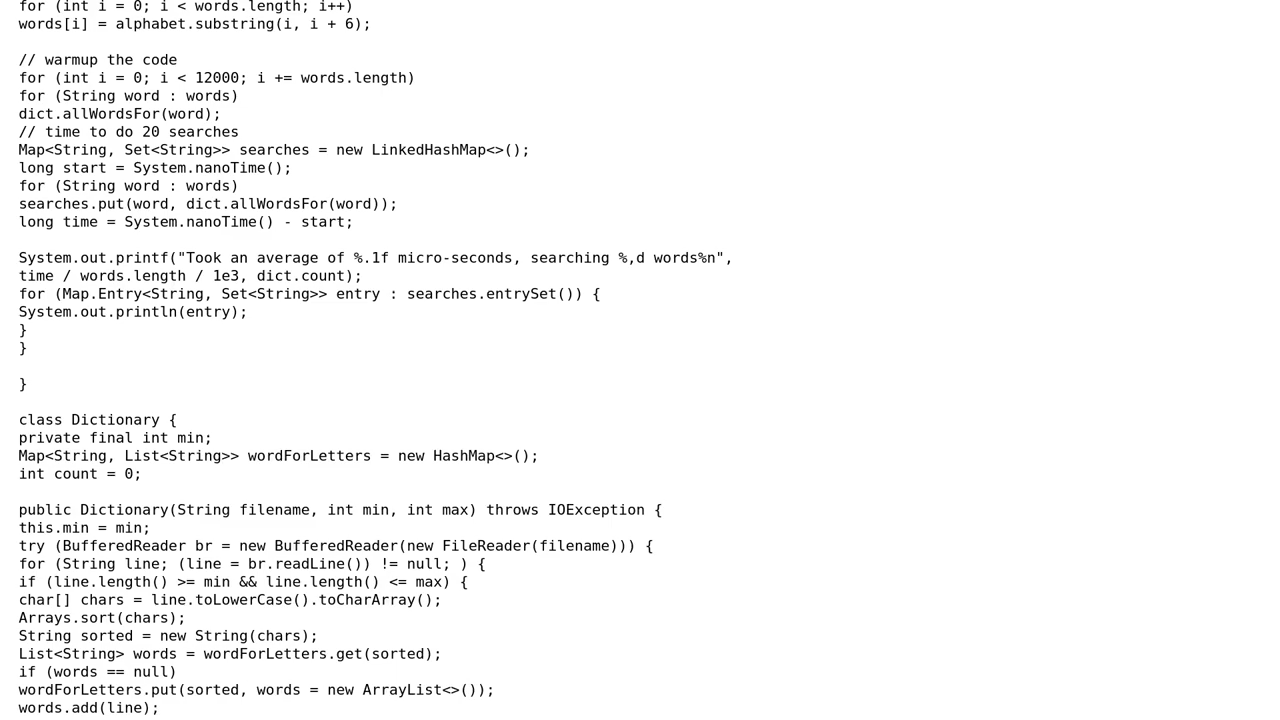 for (int i = 0; i < words.length; i++)
words[i] = alphabet.substring(i, i + 6);

// warmup the code
for (int i = 0; i < 12000; i += words.length)
for (String word : words)
dict.allWordsFor(word);
// time to do 20 searches
Map<String, Set<String>> searches = new LinkedHashMap<>();
long start = System.nanoTime();
for (String word : words)
searches.put(word, dict.allWordsFor(word));
long time = System.nanoTime() - start;

System.out.printf("Took an average of %.1f micro-seconds, searching %,d words%n",
time / words.length / 1e3, dict.count);
for (Map.Entry<String, Set<String>> entry : searches.entrySet()) {
System.out.println(entry);
}
}

}

class Dictionary {
private final int min;
Map<String, List<String>> wordForLetters = new HashMap<>();
int count = 0;

public Dictionary(String filename, int min, int max) throws IOException {
this.min = min;
try (BufferedReader br = new BufferedReader(new FileReader(filename))) {
for (String line; (line = br.readLine()) != null; ) {
if (line.length() >= min && line.length() <= max) {
char[] chars = line.toLowerCase().toCharArray();
Arrays.sort(chars);
String sorted = new String(chars);
List<String> words = wordForLetters.get(sorted);
if (words == null)
wordForLetters.put(sorted, words = new ArrayList<>());
words.add(line);